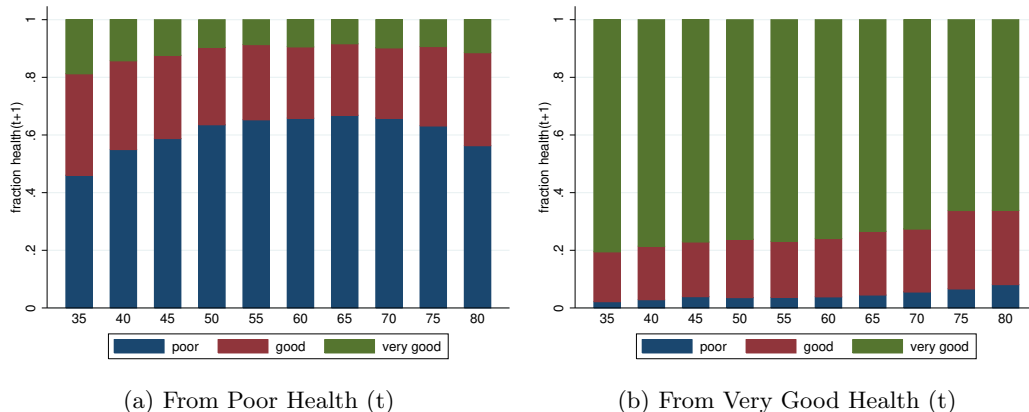 fraction health(t+1)
1
.8
.6
.4
.2
0
35 40 45 50 55 60 65 70 75 80
poor good very good
(a) From Poor Health (t)
fraction health(t+1)
1
.8
.6
.4
.2
0
35 40 45 50 55 60 65 70 75 80
poor good very good
(b) From Very Good Health (t)